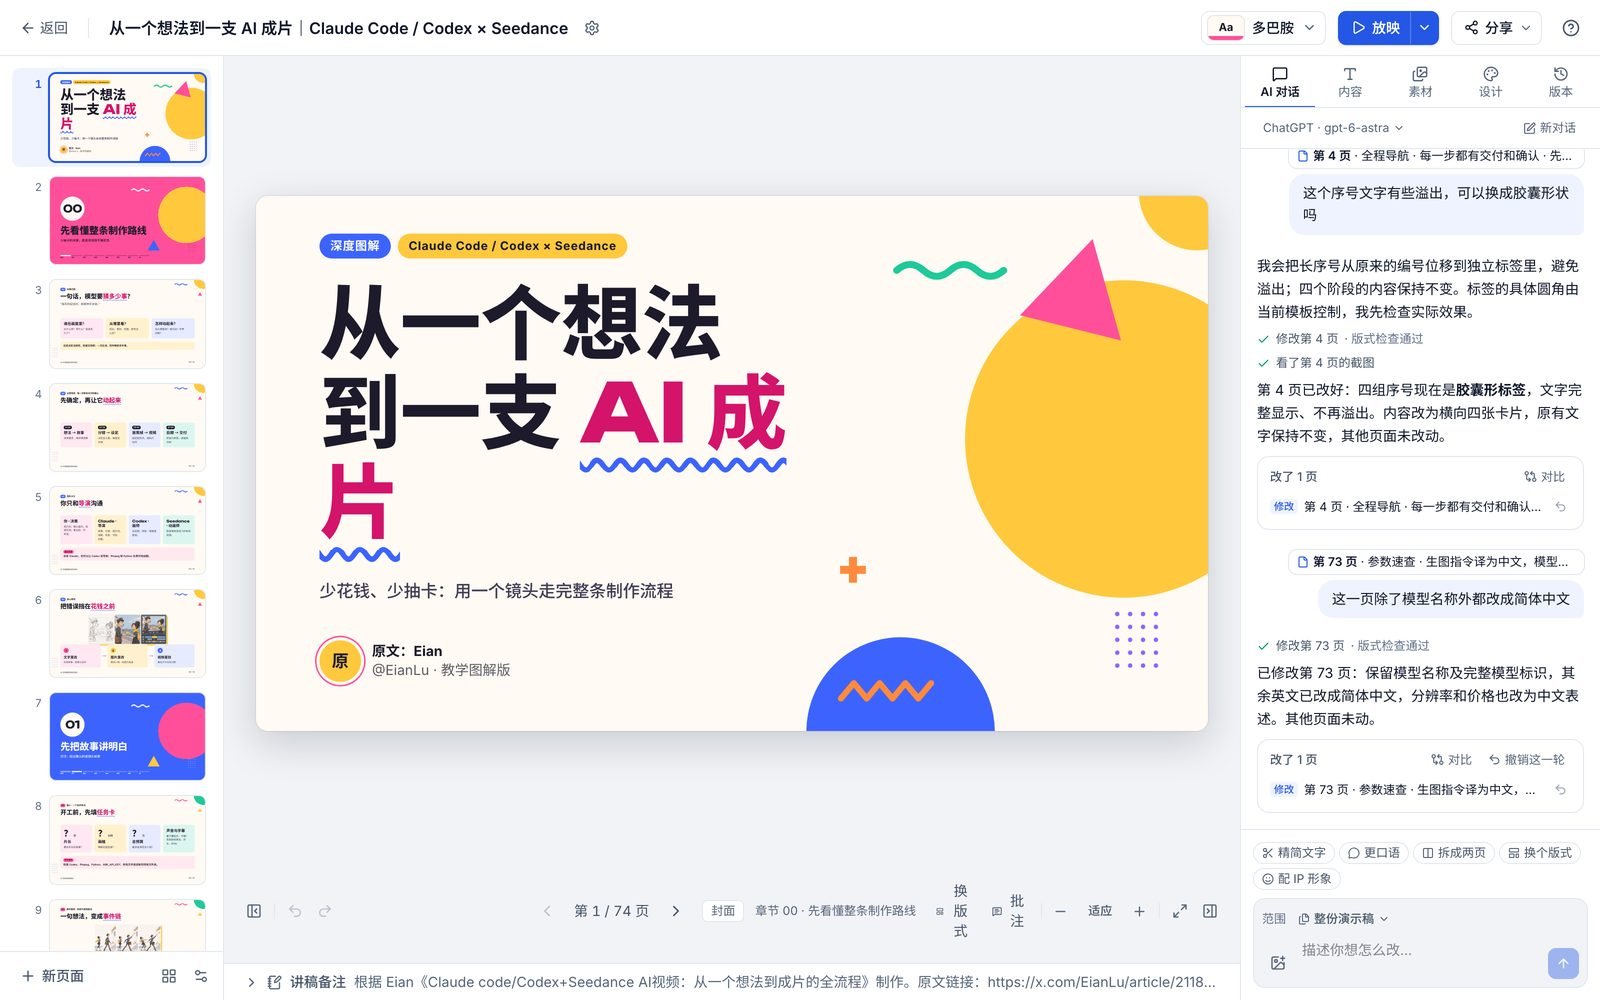 返回
从一个想法到一支 AI 成片｜Claude Code / Codex × Seedance
Aa
多巴胺
放映
分享
1
从一个想法
到一支 AI 成
片
2
00
先看懂整条制作路线
3
一句话，模型要猜多少事？
4
先确定，再让它动起来
5
你只和导演沟通
6
把错误挡在花钱之前
7
01
先把故事讲明白
8
开工前，先填任务卡
9
一句想法，变成事件链
新页面
深度图解
Claude Code / Codex × Seedance
从一个想法
到一支 AI 成
片
少花钱、少抽卡：用一个镜头走完整条制作流程
原
原文：Eian
@EianLu · 教学图解版
第 1 / 74 页
封面
章节 00 · 先看懂整条制作路线
换版式
批注
适应
讲稿备注
根据 Eian《Claude code/Codex+Seedance AI视频：从一个想法到成片的全流程》制作。原文链接：https://x.com/EianLu/article/2118...
AI 对话
内容
素材
设计
版本
ChatGPT · gpt-6-astra
新对话
第 4 页 · 全程导航 · 每一步都有交付和确认 · 先...
这个序号文字有些溢出，可以换成胶囊形状
吗
我会把长序号从原来的编号位移到独立标签里，避免
溢出；四个阶段的内容保持不变。标签的具体圆角由
当前模板控制，我先检查实际效果。
修改第 4 页 · 版式检查通过
看了第 4 页的截图
第 4 页已改好：四组序号现在是胶囊形标签，文字完
整显示、不再溢出。内容改为横向四张卡片，原有文
字保持不变，其他页面未改动。
改了 1 页
对比
修改
第 4 页 · 全程导航 · 每一步都有交付和确认...
第 73 页 · 参数速查 · 生图指令译为中文，模型...
这一页除了模型名称外都改成简体中文
修改第 73 页 · 版式检查通过
已修改第 73 页：保留模型名称及完整模型标识，其
余英文已改成简体中文，分辨率和价格也改为中文表
述。其他页面未动。
改了 1 页
对比
撤销这一轮
修改
第 73 页 · 参数速查 · 生图指令译为中文，...
精简文字
更口语
拆成两页
换个版式
配 IP 形象
范围
整份演示稿
描述你想怎么改...